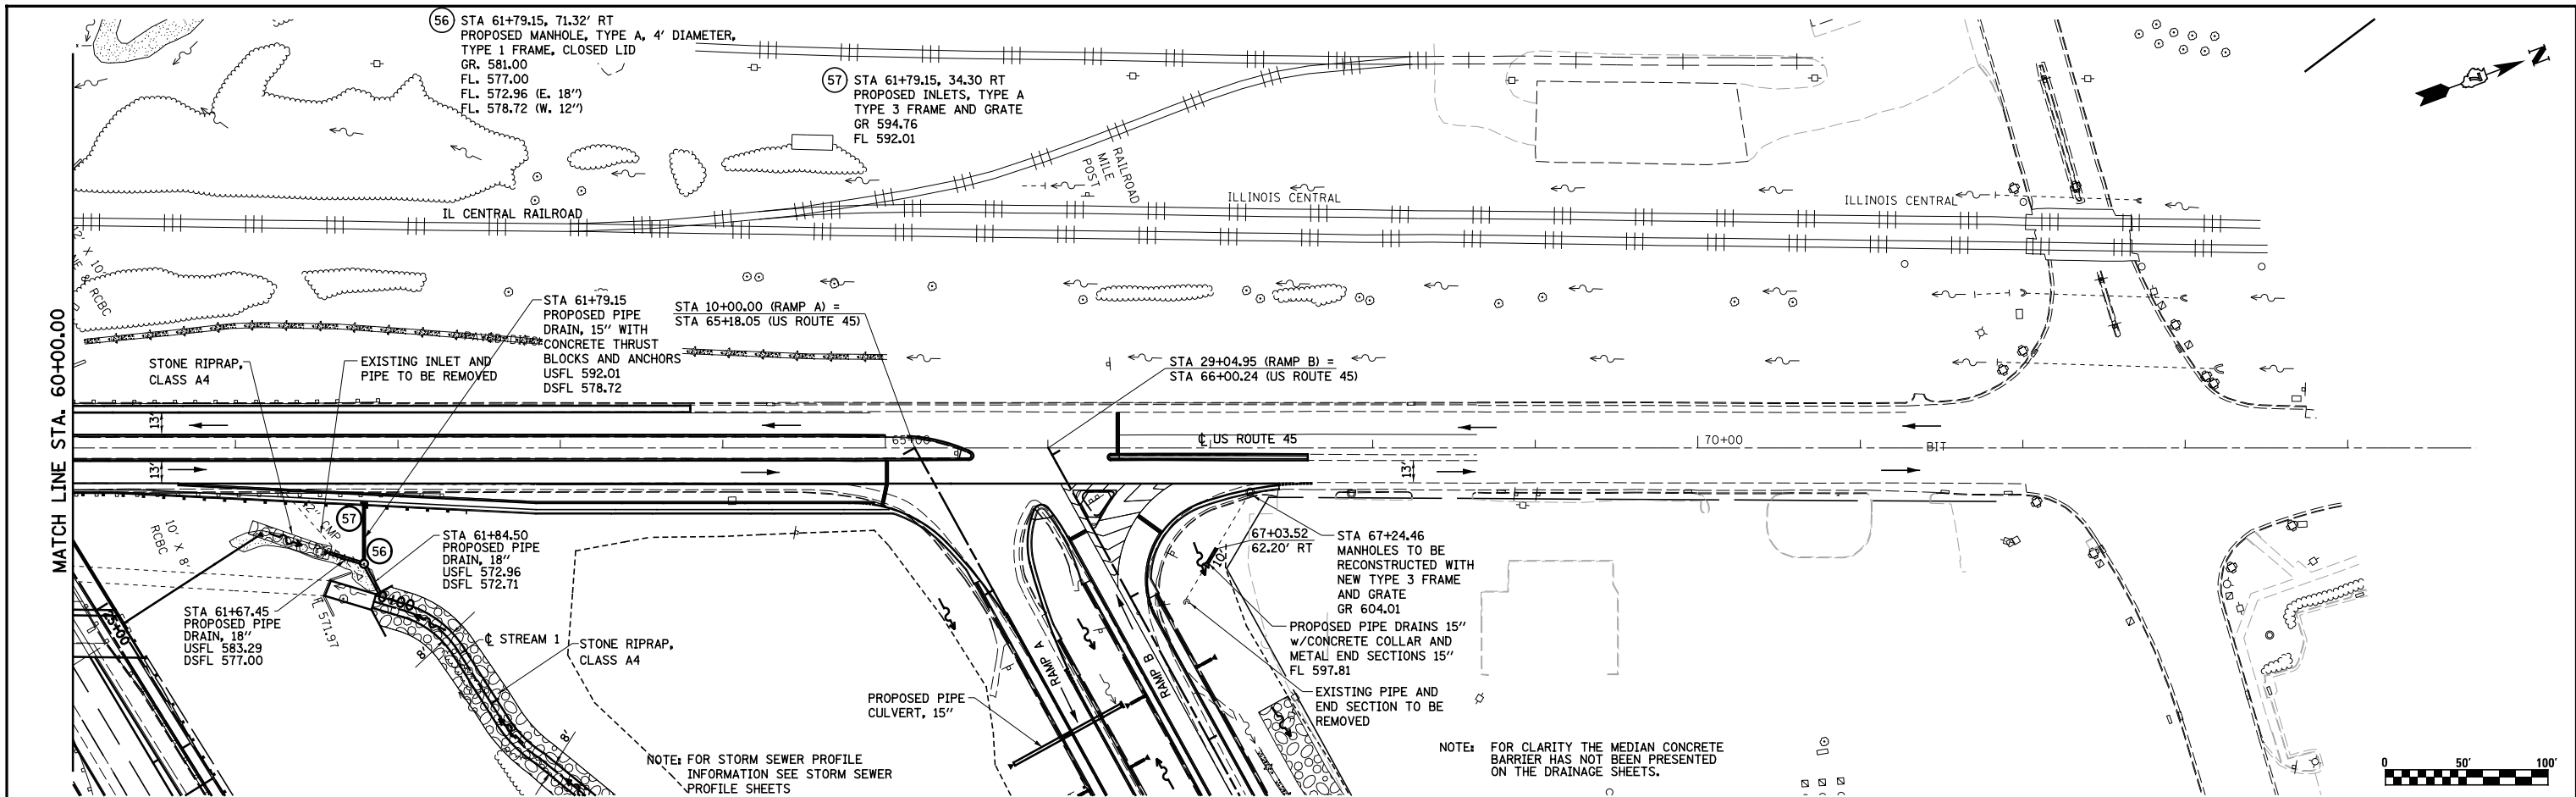 56 STA 61+79.15, 71.32' RT
PROPOSED MANHOLE, TYPE A, 4' DIAMETER,
TYPE 1 FRAME, CLOSED LID
GR. 581.00
FL. 577.00
FL. 572.96 (E. 18")
FL. 578.72 (W. 12")
57 STA 61+79.15, 34.30 RT
PROPOSED INLETS, TYPE A
TYPE 3 FRAME AND GRATE
GR 594.76
FL 592.01
N
RAILROAD
MILE
POST
IL CENTRAL RAILROAD
ILLINOIS CENTRAL
ILLINOIS CENTRAL
X 10'
RCBC
MATCH LINE STA. 60+00.00
STONE RIPRAP,
CLASS A4
EXISTING INLET AND
PIPE TO BE REMOVED
STA 61+79.15
PROPOSED PIPE
DRAIN, 15" WITH
CONCRETE THRUST
BLOCKS AND ANCHORS
USFL 592.01
DSFL 578.72
STA 10+00.00 (RAMP A) =
STA 65+18.05 (US ROUTE 45)
STA 29+04.95 (RAMP B) =
STA 66+00.24 (US ROUTE 45)
13'
13'
13'
65+00
℄ US ROUTE 45
70+00
BIT
10' X 8'
RCBC
CMP
57
56
STA 61+84.50
PROPOSED PIPE
DRAIN, 18"
USFL 572.96
DSFL 572.71
STA 61+67.45
PROPOSED PIPE
DRAIN, 18"
USFL 583.29
DSFL 577.00
571.97
8'
8'
℄ STREAM 1
STONE RIPRAP,
CLASS A4
PROPOSED PIPE
CULVERT, 15"
RAMP A
RAMP B
110'
67+03.52
62.20' RT
STA 67+24.46
MANHOLES TO BE
RECONSTRUCTED WITH
NEW TYPE 3 FRAME
AND GRATE
GR 604.01
PROPOSED PIPE DRAINS 15"
w/CONCRETE COLLAR AND
METAL END SECTIONS 15"
FL 597.81
EXISTING PIPE AND
END SECTION TO BE
REMOVED
NOTE: FOR STORM SEWER PROFILE
INFORMATION SEE STORM SEWER
PROFILE SHEETS
NOTE: FOR CLARITY THE MEDIAN CONCRETE
BARRIER HAS NOT BEEN PRESENTED
ON THE DRAINAGE SHEETS.
0 50' 100'